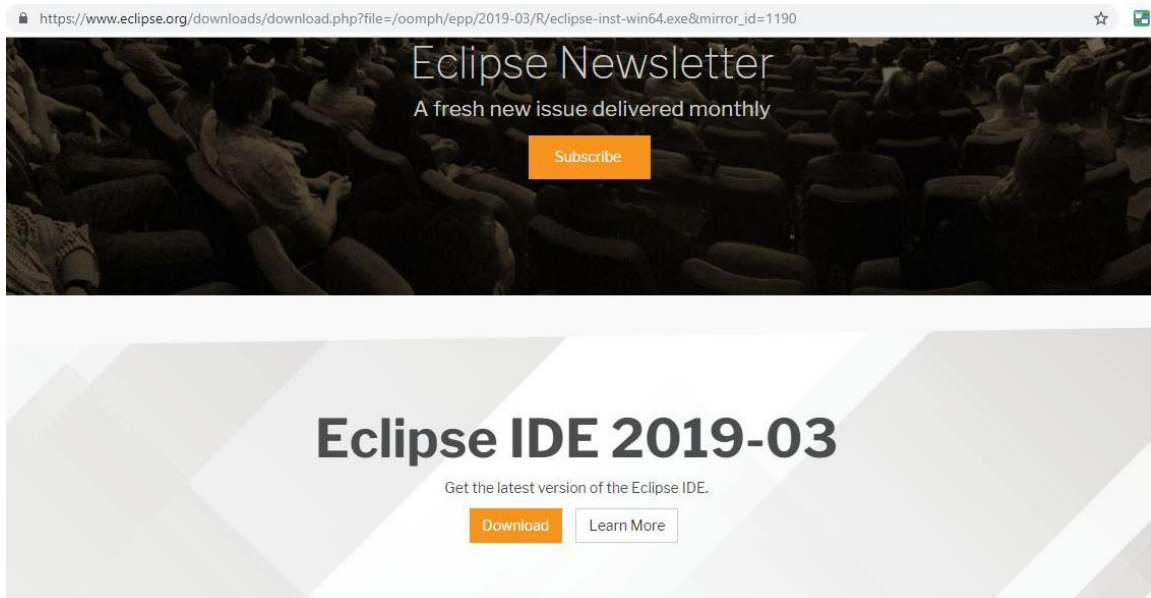 https://www.eclipse.org/downloads/download.php?file=/oomph/epp/2019-03/R/eclipse-inst-win64.exe&mirror_id=1190
Eclipse Newsletter
A fresh new issue delivered monthly
Subscribe
Eclipse IDE 2019-03
Get the latest version of the Eclipse IDE.
Download Learn More